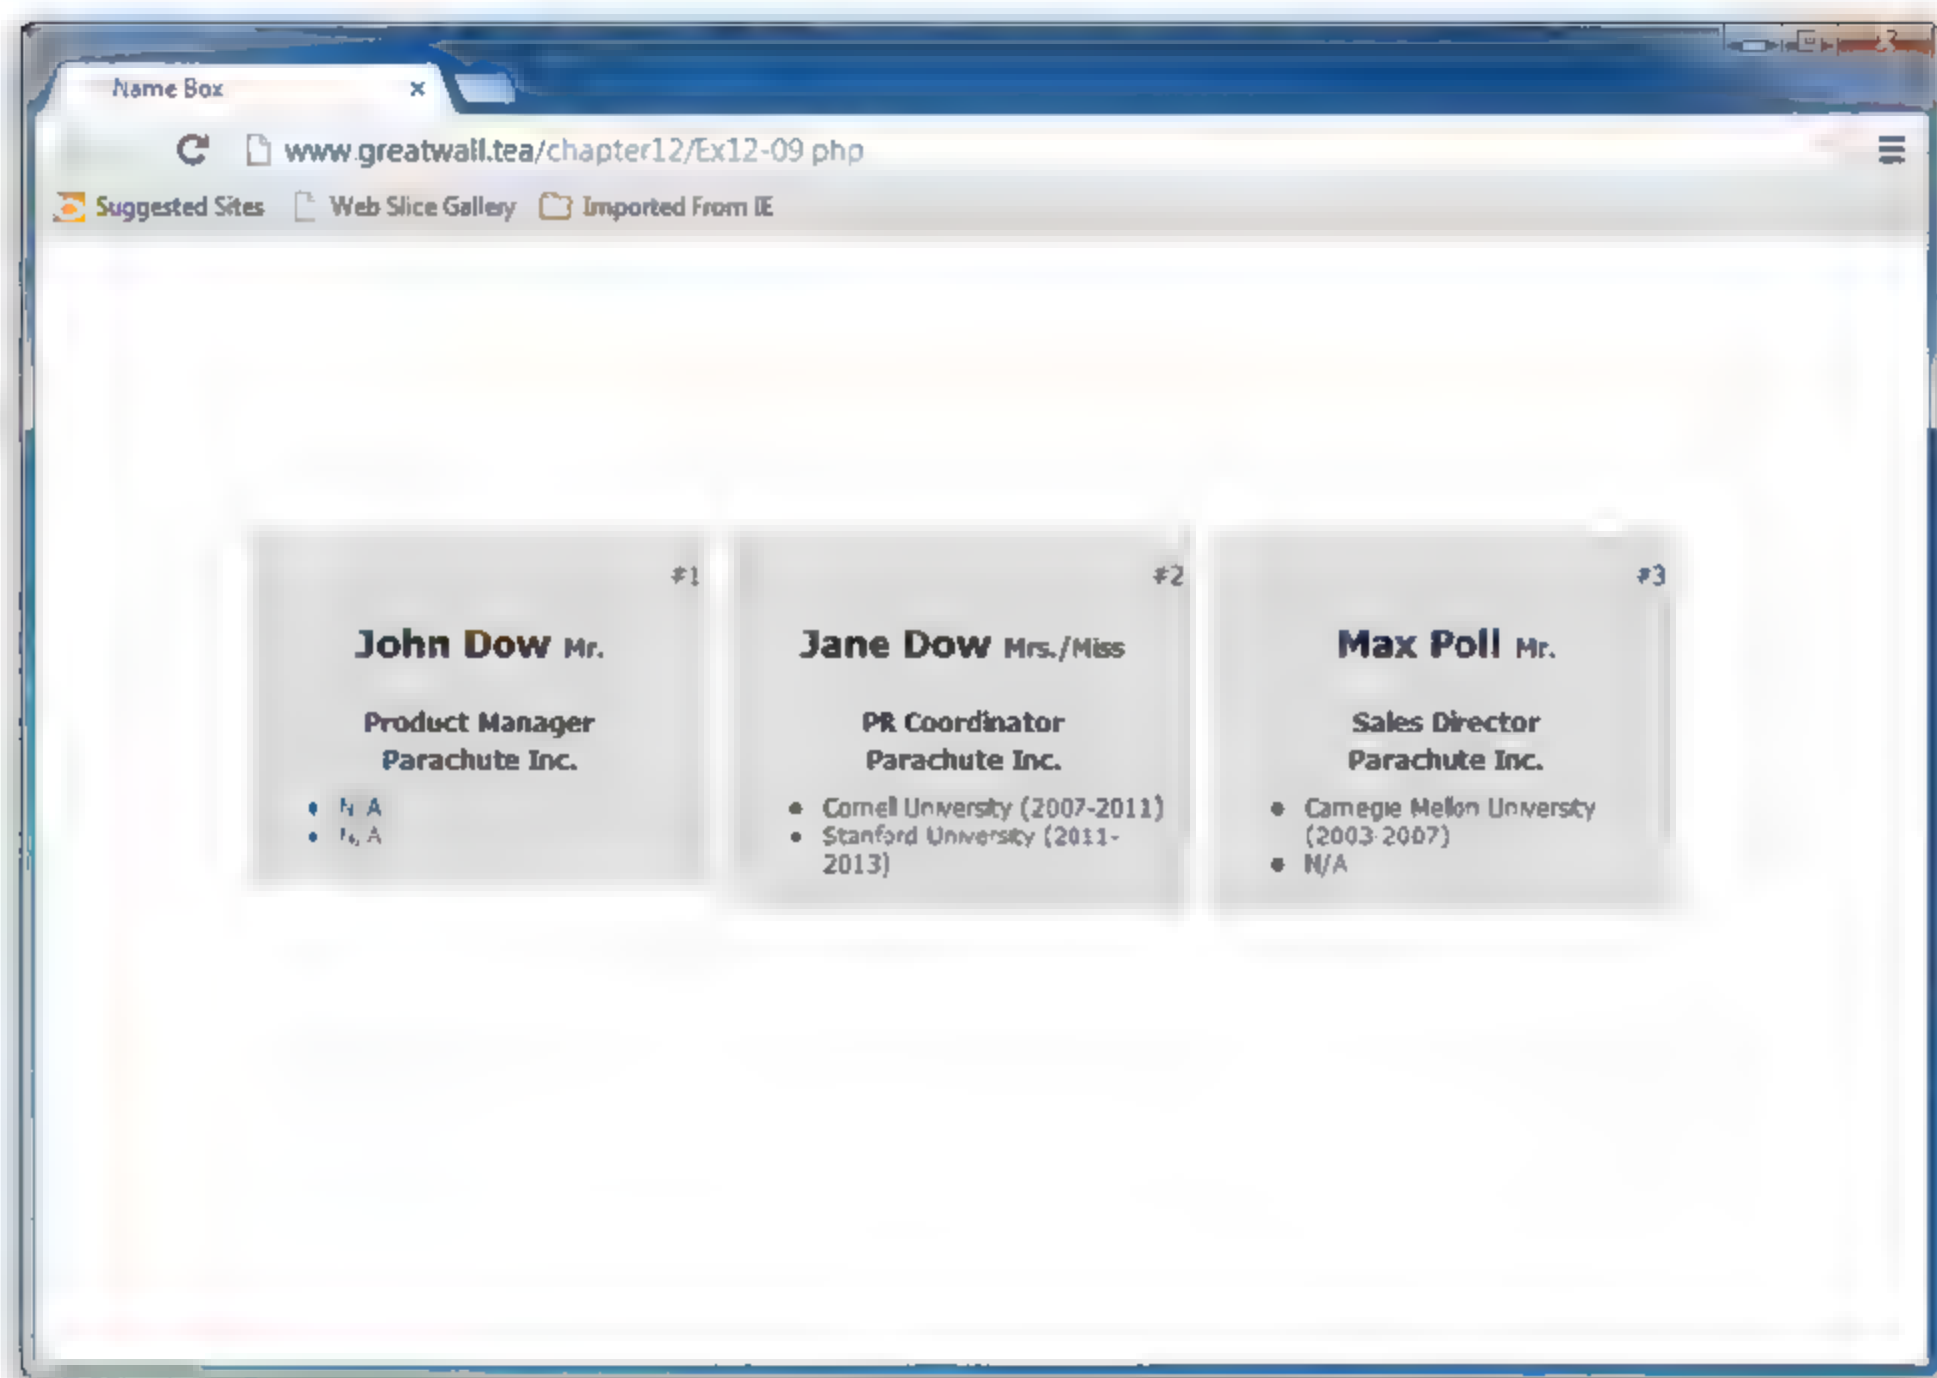 Name Box
www.greatwall.tea/chapter12/Ex12-09 php
Suggested Sites Web Slice Gallery Imported From IE
#1
John Dow Mr.
Product Manager
Parachute Inc.
N/A
N/A
#2
Jane Dow Mrs./Miss
PR Coordinator
Parachute Inc.
Cornell University (2007-2011)
Stanford University (2011-
2013)
#3
Max Poll Mr.
Sales Director
Parachute Inc.
Carnegie Mellon University
(2003-2007)
N/A